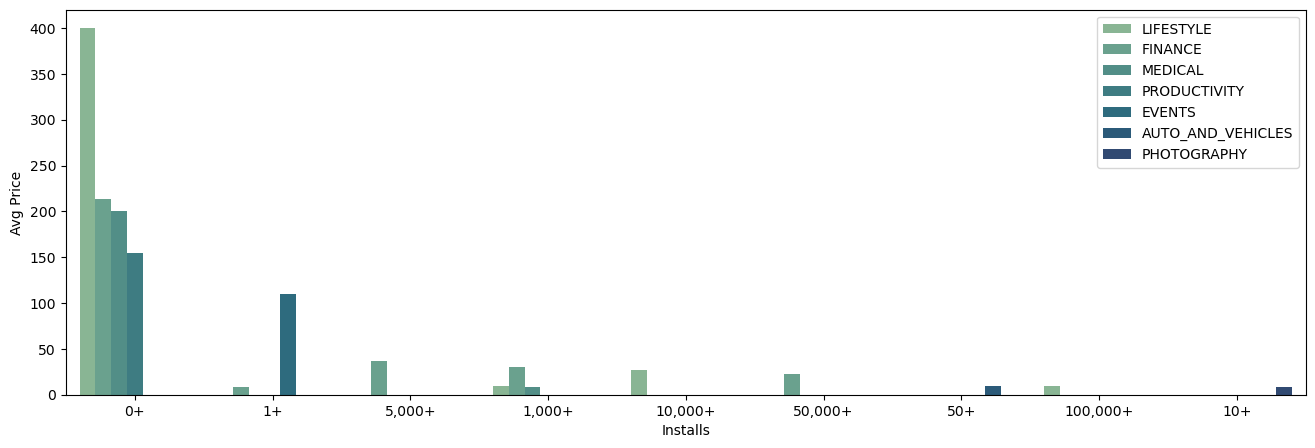 400
350
300
250
200
150
100
50
0
Avg Price
0+ 1+ 5,000+ 1,000+ 10,000+ 50,000+ 50+ 100,000+ 10+
Installs
LIFESTYLE
FINANCE
MEDICAL
PRODUCTIVITY
EVENTS
AUTO_AND_VEHICLES
PHOTOGRAPHY